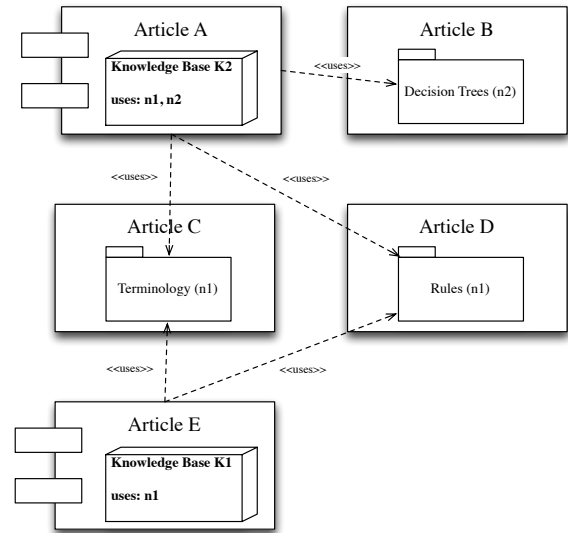 Article A
Knowledge Base K2
uses: n1, n2
<<uses>>
Article B
Decision Trees (n2)
<<uses>>
<<uses>>
Article C
Terminology (n1)
Article D
Rules (n1)
<<uses>>
<<uses>>
Article E
Knowledge Base K1
uses: n1